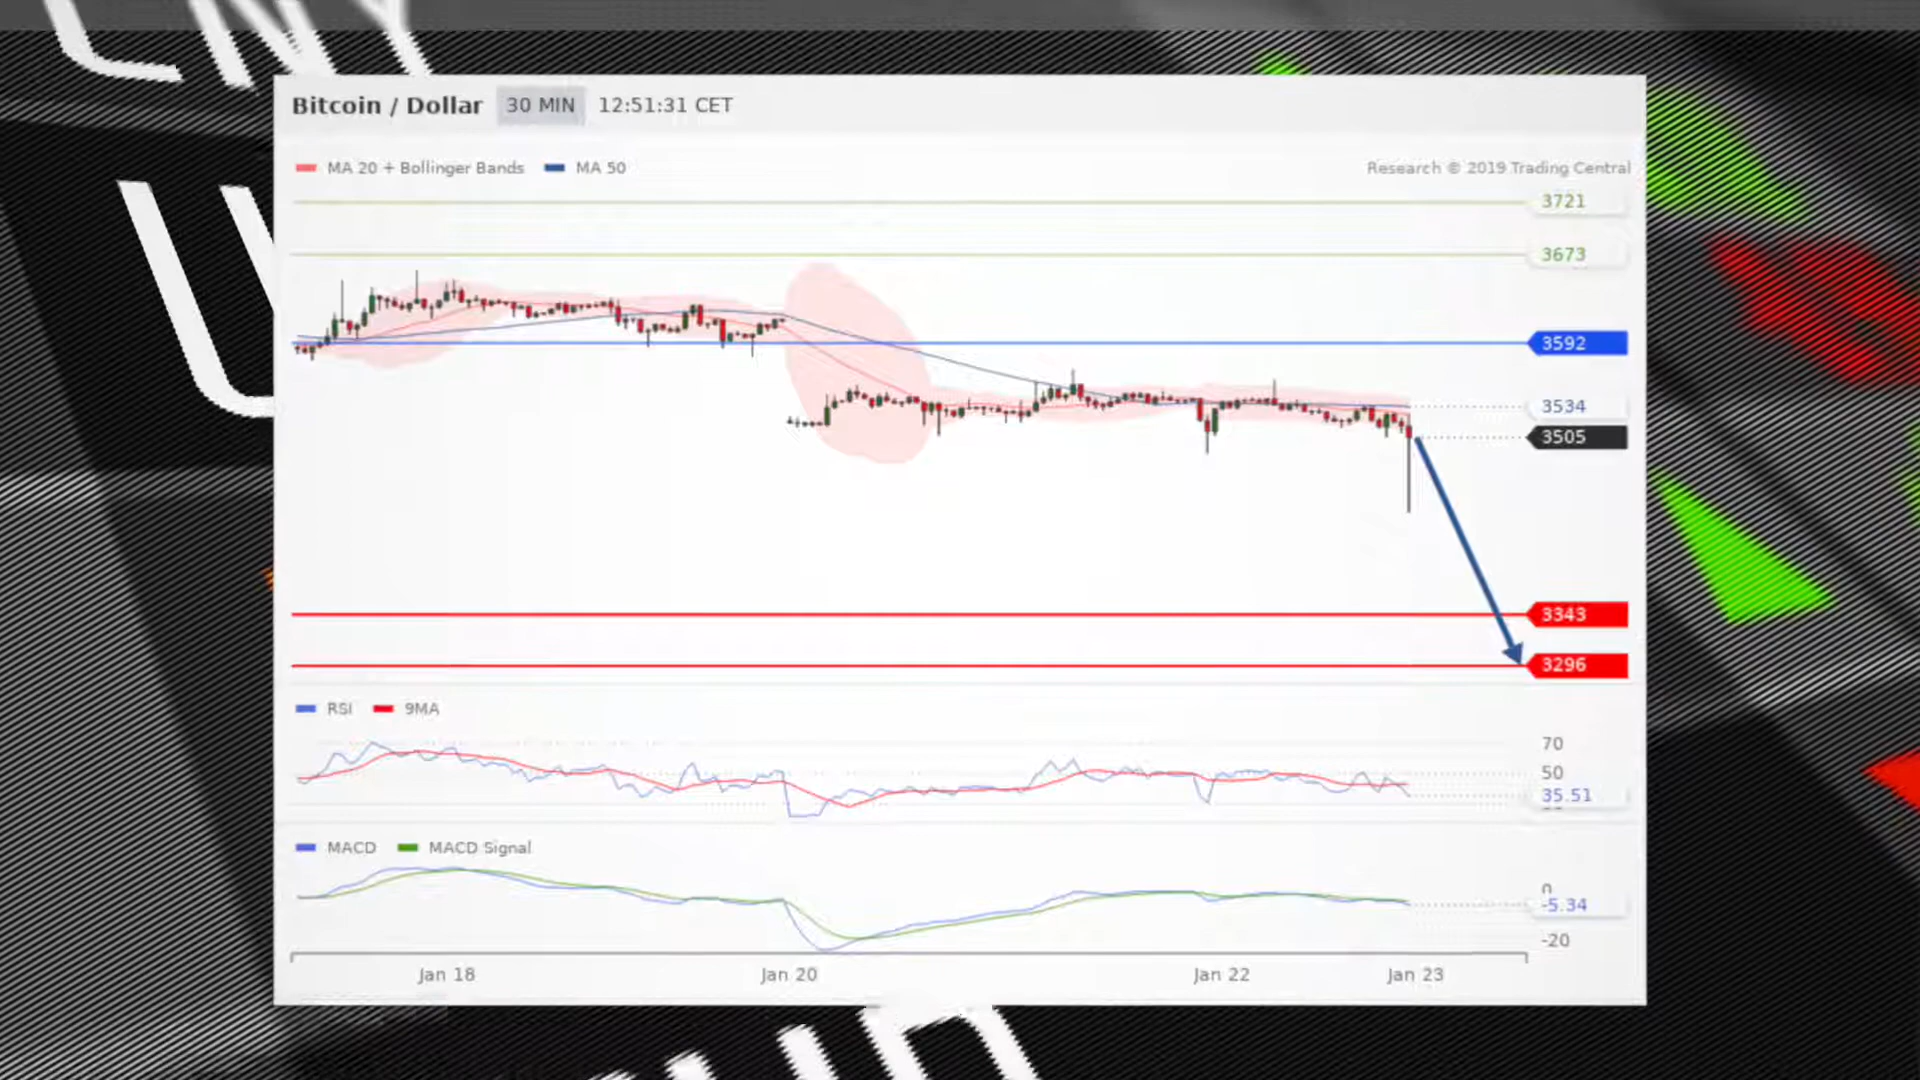 CNY
Bitcoin / Dollar 30 MIN 12:51:31 CET
MA 20 + Bollinger Bands MA 50 Research © 2019 Trading Central
3721
3673
3592
3534
3505
3343
3296
RSI 9MA
70
50
35.51
MACD MACD Signal
0
-5.34
-20
Jan 18 Jan 20 Jan 22 Jan 23